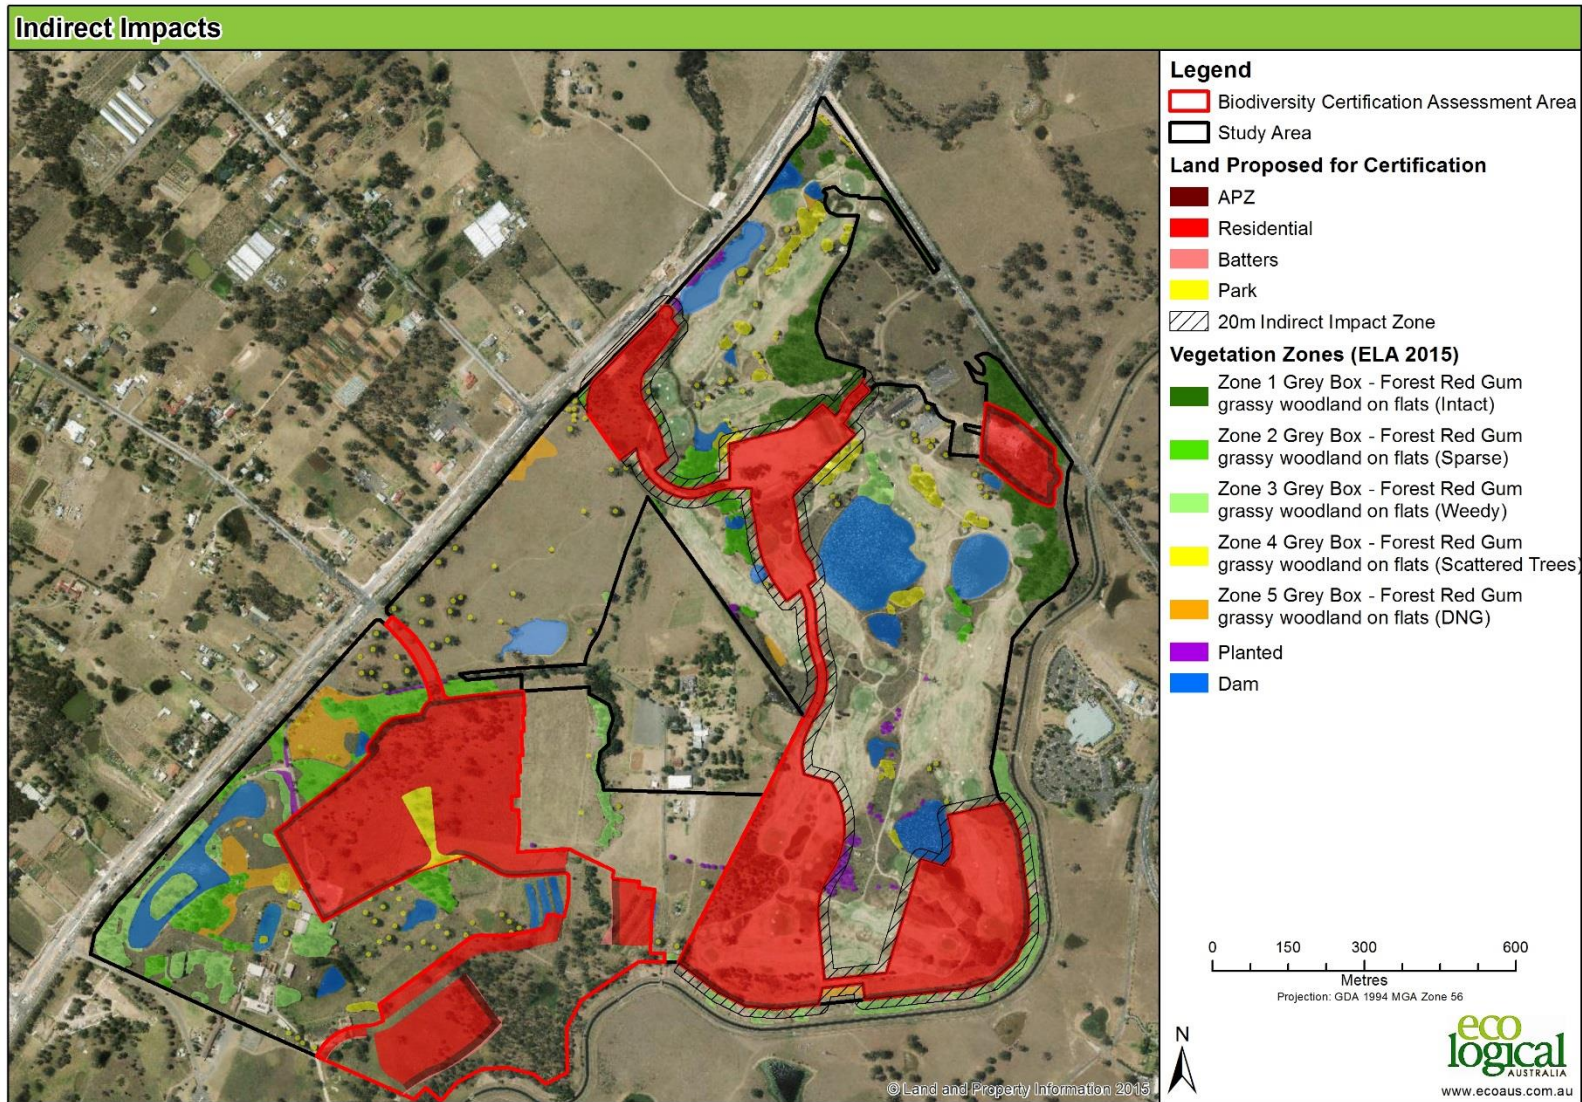 Indirect Impacts
Legend
Biodiversity Certification Assessment Area
Study Area
Land Proposed for Certification
APZ
Residential
Batters
Park
20m Indirect Impact Zone
Vegetation Zones (ELA 2015)
Zone 1 Grey Box - Forest Red Gum
grassy woodland on flats (Intact)
Zone 2 Grey Box - Forest Red Gum
grassy woodland on flats (Sparse)
Zone 3 Grey Box - Forest Red Gum
grassy woodland on flats (Weedy)
Zone 4 Grey Box - Forest Red Gum
grassy woodland on flats (Scattered Trees)
Zone 5 Grey Box - Forest Red Gum
grassy woodland on flats (DNG)
Planted
Dam
0 150 300 600
Metres
Projection: GDA 1994 MGA Zone 56
N
eco
logical
AUSTRALIA
www.ecoaus.com.au
© Land and Property Information 2015